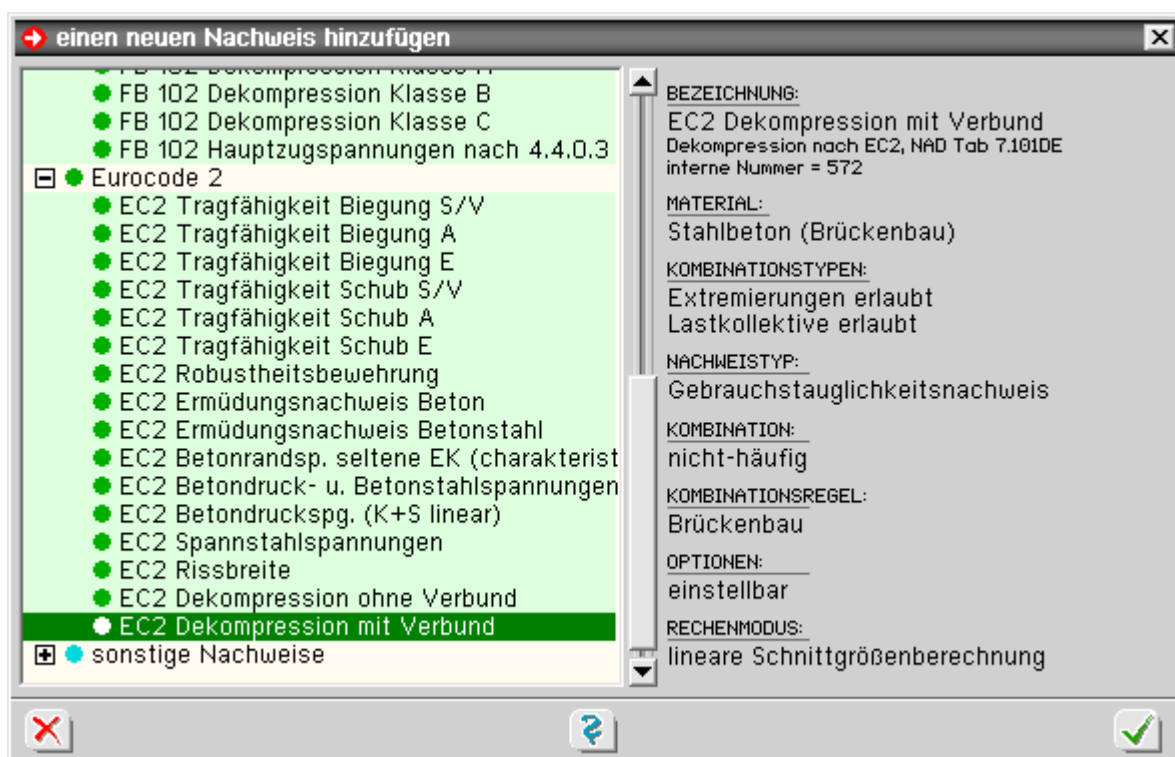 einen neuen Nachweis hinzufügen
FB 102 Dekompression Klasse
FB 102 Dekompression Klasse B
FB 102 Dekompression Klasse C
FB 102 Hauptzugspannungen nach 4.4.0.3
Eurocode 2
EC2 Tragfähigkeit Biegung S/V
EC2 Tragfähigkeit Biegung A
EC2 Tragfähigkeit Biegung E
EC2 Tragfähigkeit Schub S/V
EC2 Tragfähigkeit Schub A
EC2 Tragfähigkeit Schub E
EC2 Robustheitsbewehrung
EC2 Ermüdungsnachweis Beton
EC2 Ermüdungsnachweis Betonstahl
EC2 Betonrandsp. seltene EK (charakterist
EC2 Betondruck- u. Betonstahlspannungen
EC2 Betondruckspg. (K+S linear)
EC2 Spannstahlspannungen
EC2 Rissbreite
EC2 Dekompression ohne Verbund
EC2 Dekompression mit Verbund
sonstige Nachweise
BEZEICHNUNG:
EC2 Dekompression mit Verbund
Dekompression nach EC2, NAD Tab 7.101DE
interne Nummer = 572
MATERIAL:
Stahlbeton (Brückenbau)
KOMBINATIONSTYPEN:
Extremierungen erlaubt
Lastkollektive erlaubt
NACHWEISTYP:
Gebrauchstauglichkeitsnachweis
KOMBINATION:
nicht-häufig
KOMBINATIONSREGEL:
Brückenbau
OPTIONEN:
einstellbar
RECHENMODUS:
lineare Schnittgrößenberechnung